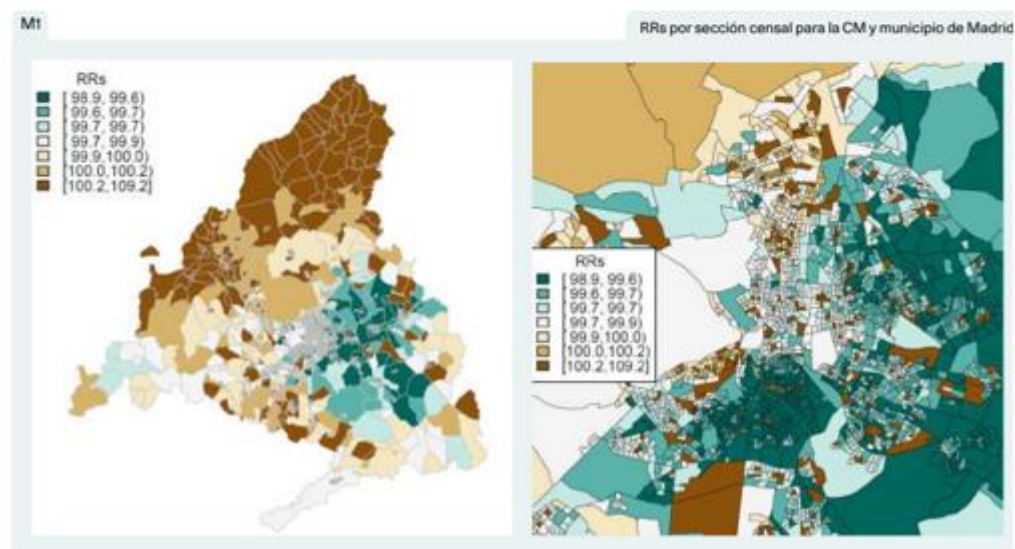 M1
RRs por sección censal para la CM y municipio de Madrid
RRs
[ 98.9, 99.6)
[ 99.6, 99.7)
[ 99.7, 99.7)
[ 99.7, 99.9)
[ 99.9,100.0)
[100.0,100.2)
[100.2,109.2]
RRs
[ 98.9, 99.6)
[ 99.6, 99.7)
[ 99.7, 99.7)
[ 99.7, 99.9)
[ 99.9,100.0)
[100.0,100.2)
[100.2,109.2]